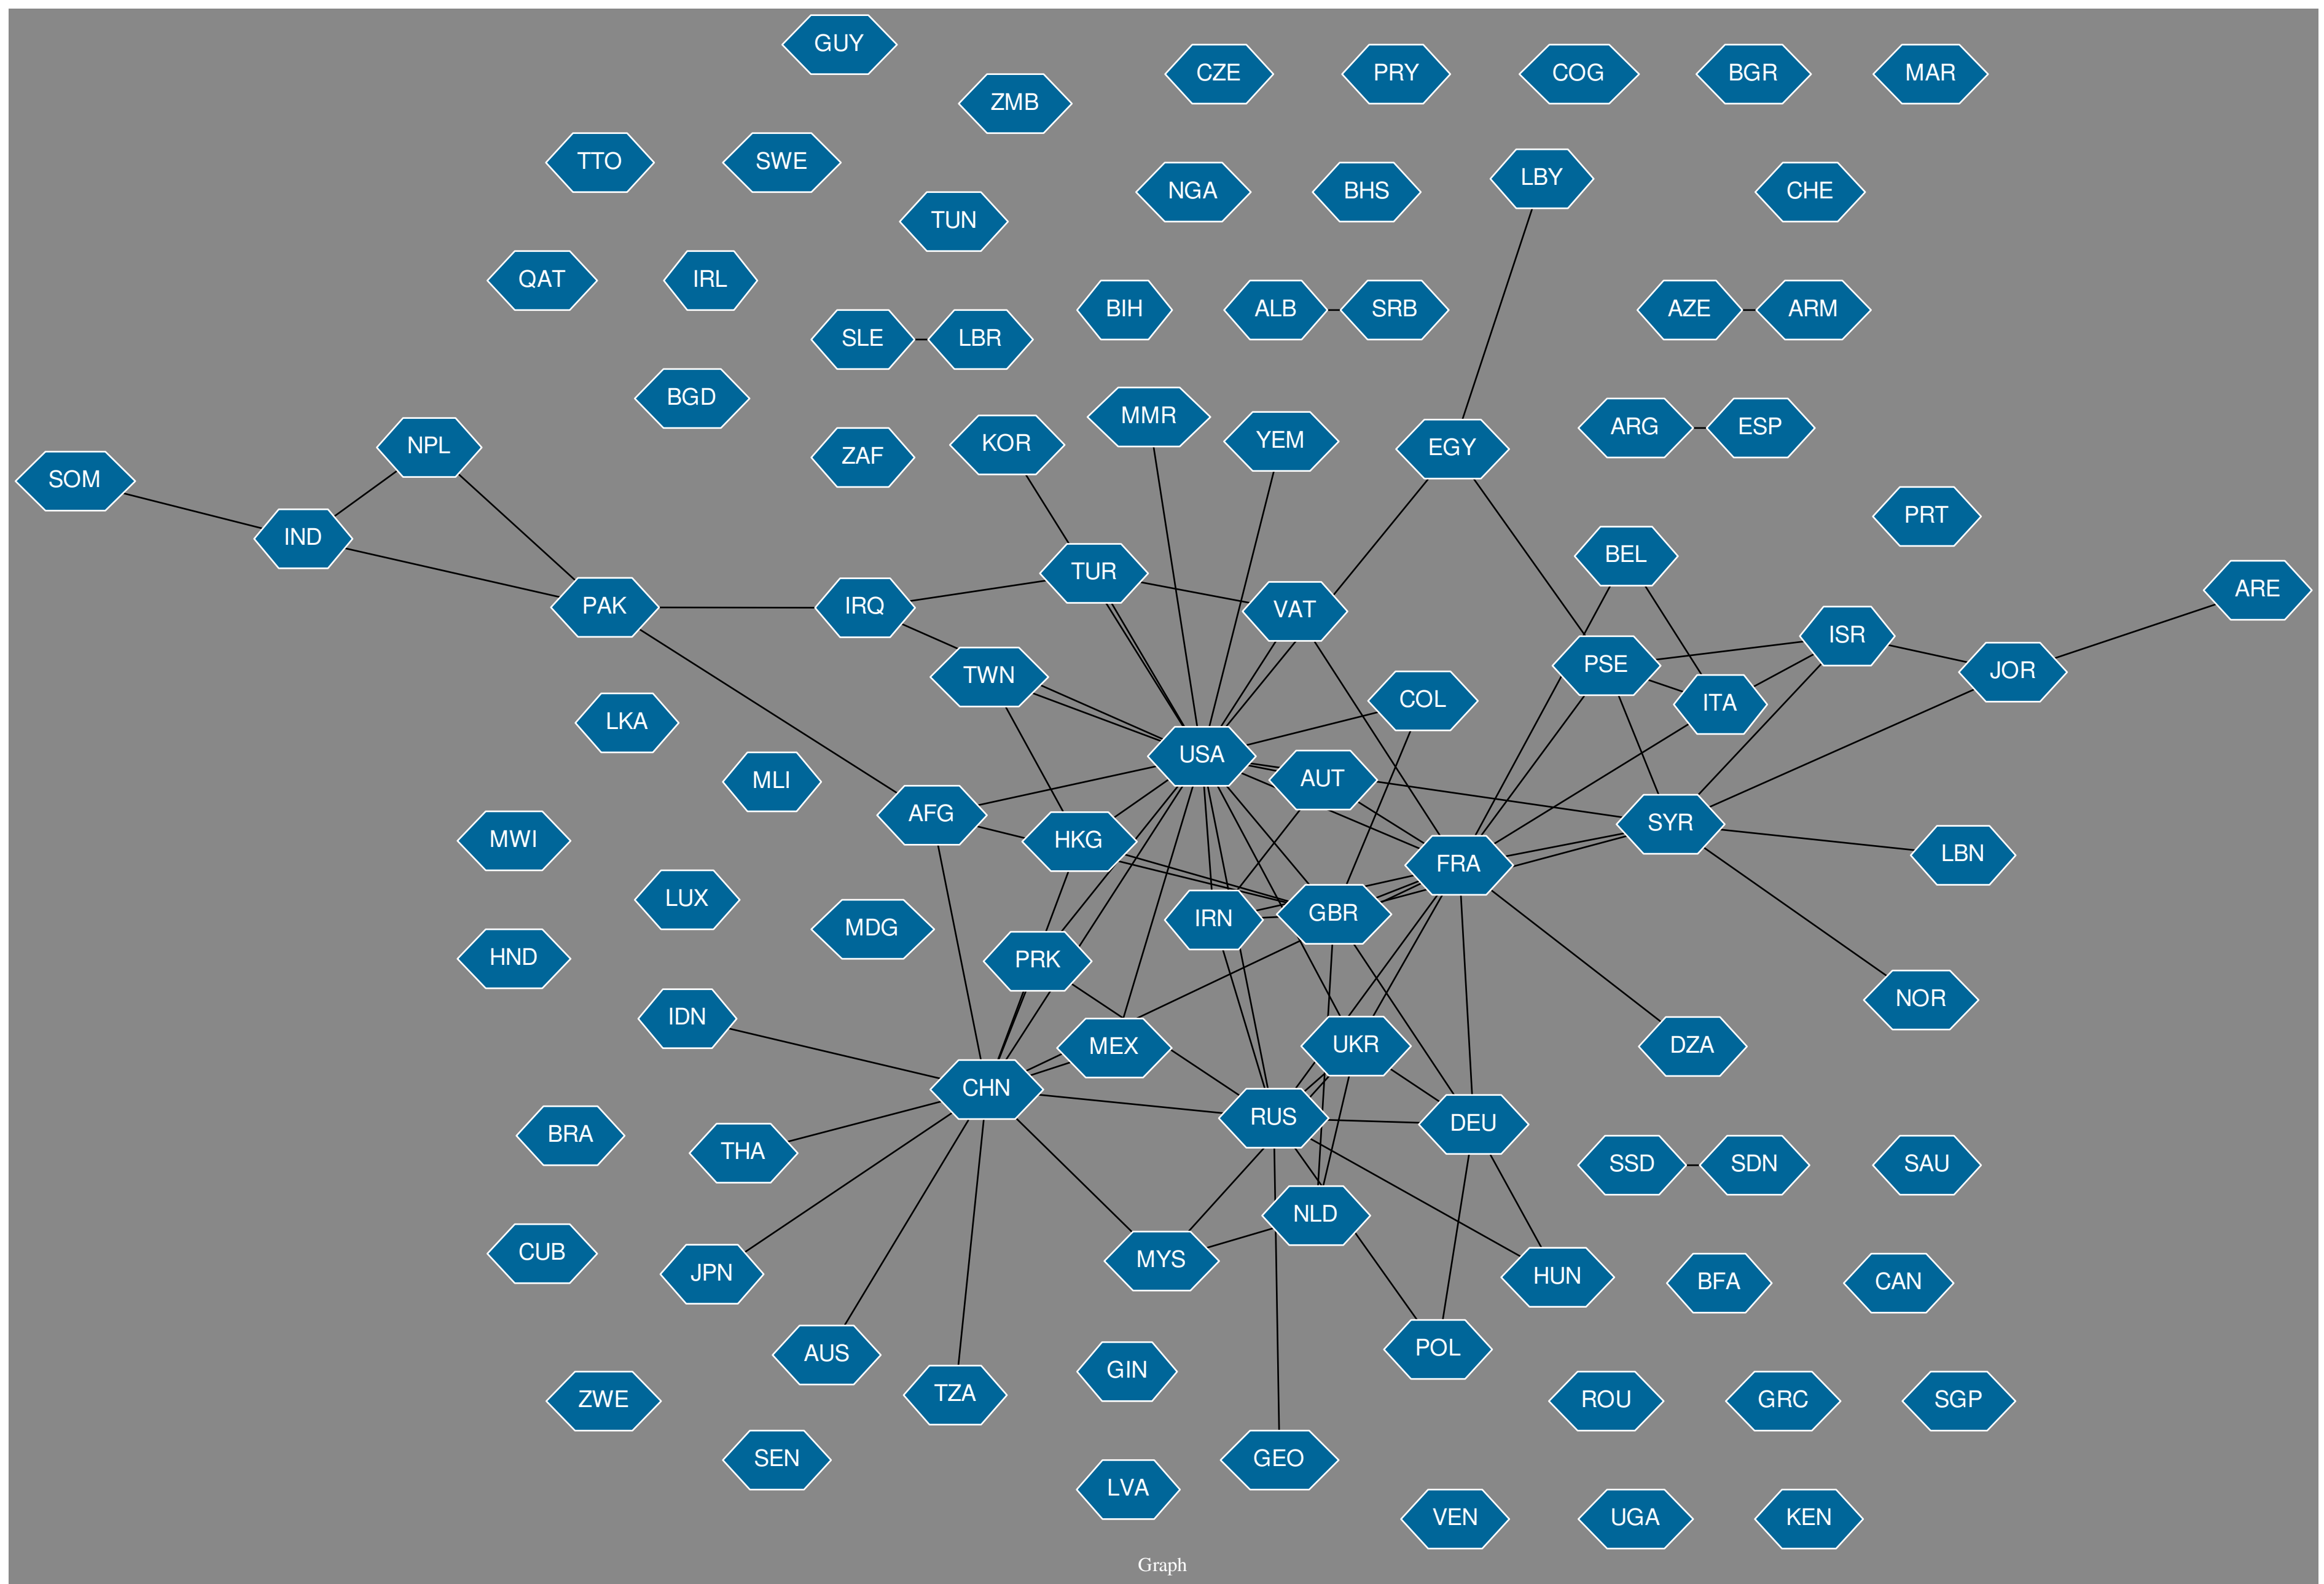 GUY
CZE
PRY
COG
BGR
MAR
ZMB
TTO
SWE
NGA
BHS
LBY
CHE
TUN
QAT
IRL
BIH
ALB
SRB
AZE
ARM
SLE
LBR
BGD
MMR
ARG
ESP
NPL
KOR
YEM
EGY
ZAF
SOM
PRT
IND
BEL
TUR
ARE
PAK
IRQ
VAT
ISR
PSE
JOR
TWN
COL
ITA
LKA
USA
MLI
AUT
AFG
SYR
MWI
HKG
LBN
FRA
LUX
GBR
IRN
MDG
HND
PRK
NOR
IDN
MEX
UKR
DZA
CHN
RUS
DEU
BRA
THA
SSD
SDN
SAU
NLD
CUB
MYS
JPN
HUN
BFA
CAN
AUS
POL
GIN
TZA
ZWE
ROU
GRC
SGP
SEN
GEO
LVA
VEN
UGA
KEN
Graph